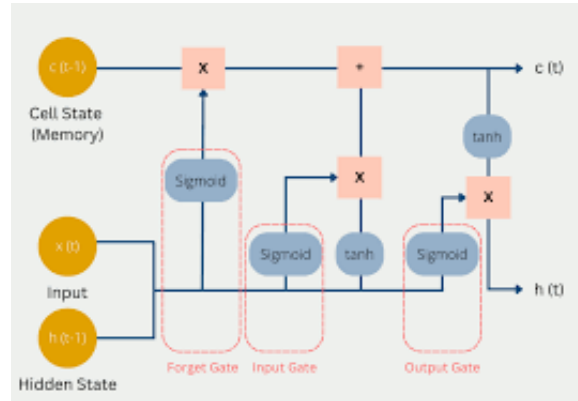 c (t-1)
X
+
c (t)
Cell State
(Memory)
tanh
Sigmoid
X
X
x (t)
Sigmoid
tanh
Sigmoid
Input
h (t)
h (t-1)
Forget Gate
Input Gate
Output Gate
Hidden State